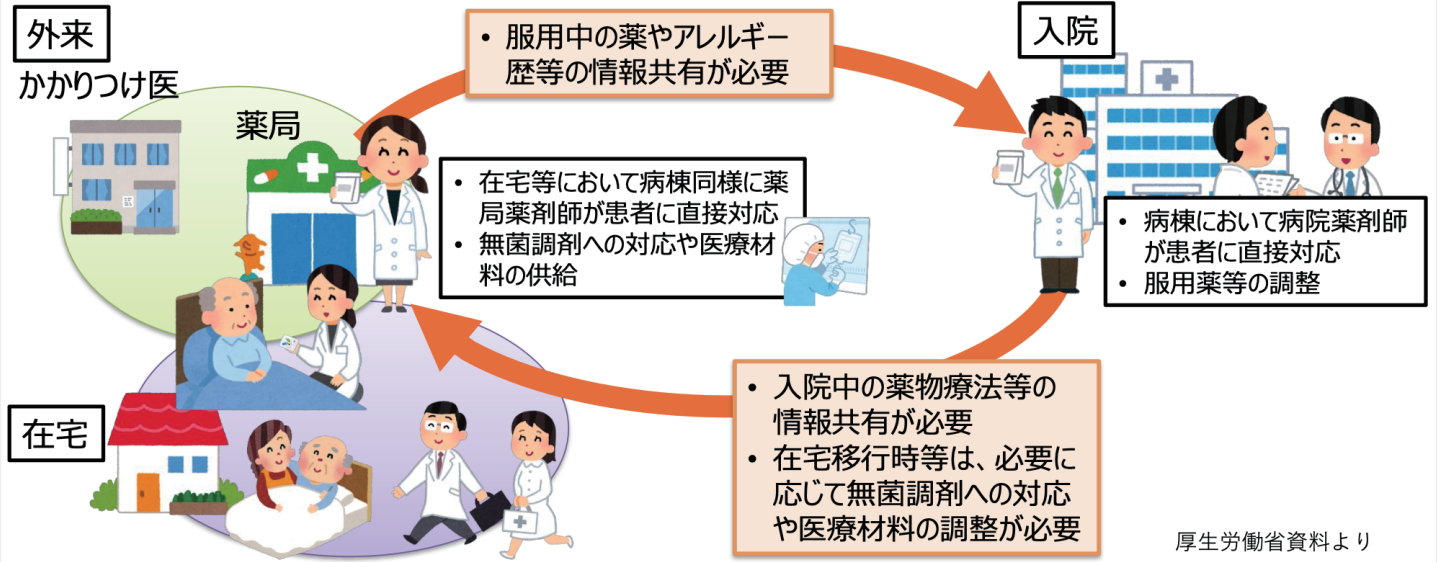 外来
かかりつけ医
薬局
• 服用中の薬やアレルギー
歴等の情報共有が必要
入院
• 在宅等において病棟同様に薬
局薬剤師が患者に直接対応
• 無菌調剤への対応や医療材
料の供給
• 病棟において病院薬剤師
が患者に直接対応
• 服用薬等の調整
在宅
• 入院中の薬物療法等の
情報共有が必要
• 在宅移行時等は、必要に
応じて無菌調剤への対応
や医療材料の調整が必要
厚生労働省資料より